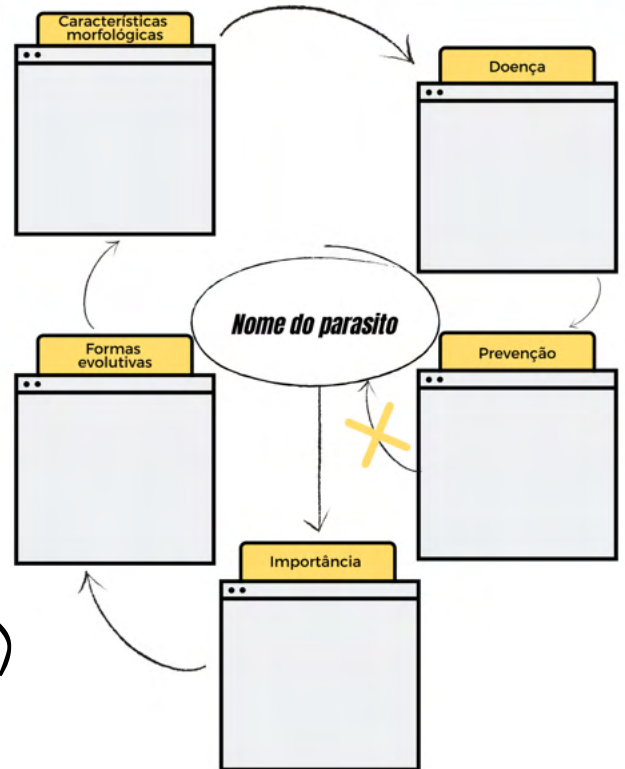 Características
morfológicas
Doença
Nome do parasito
Formas
evolutivas
Prevenção
Importância